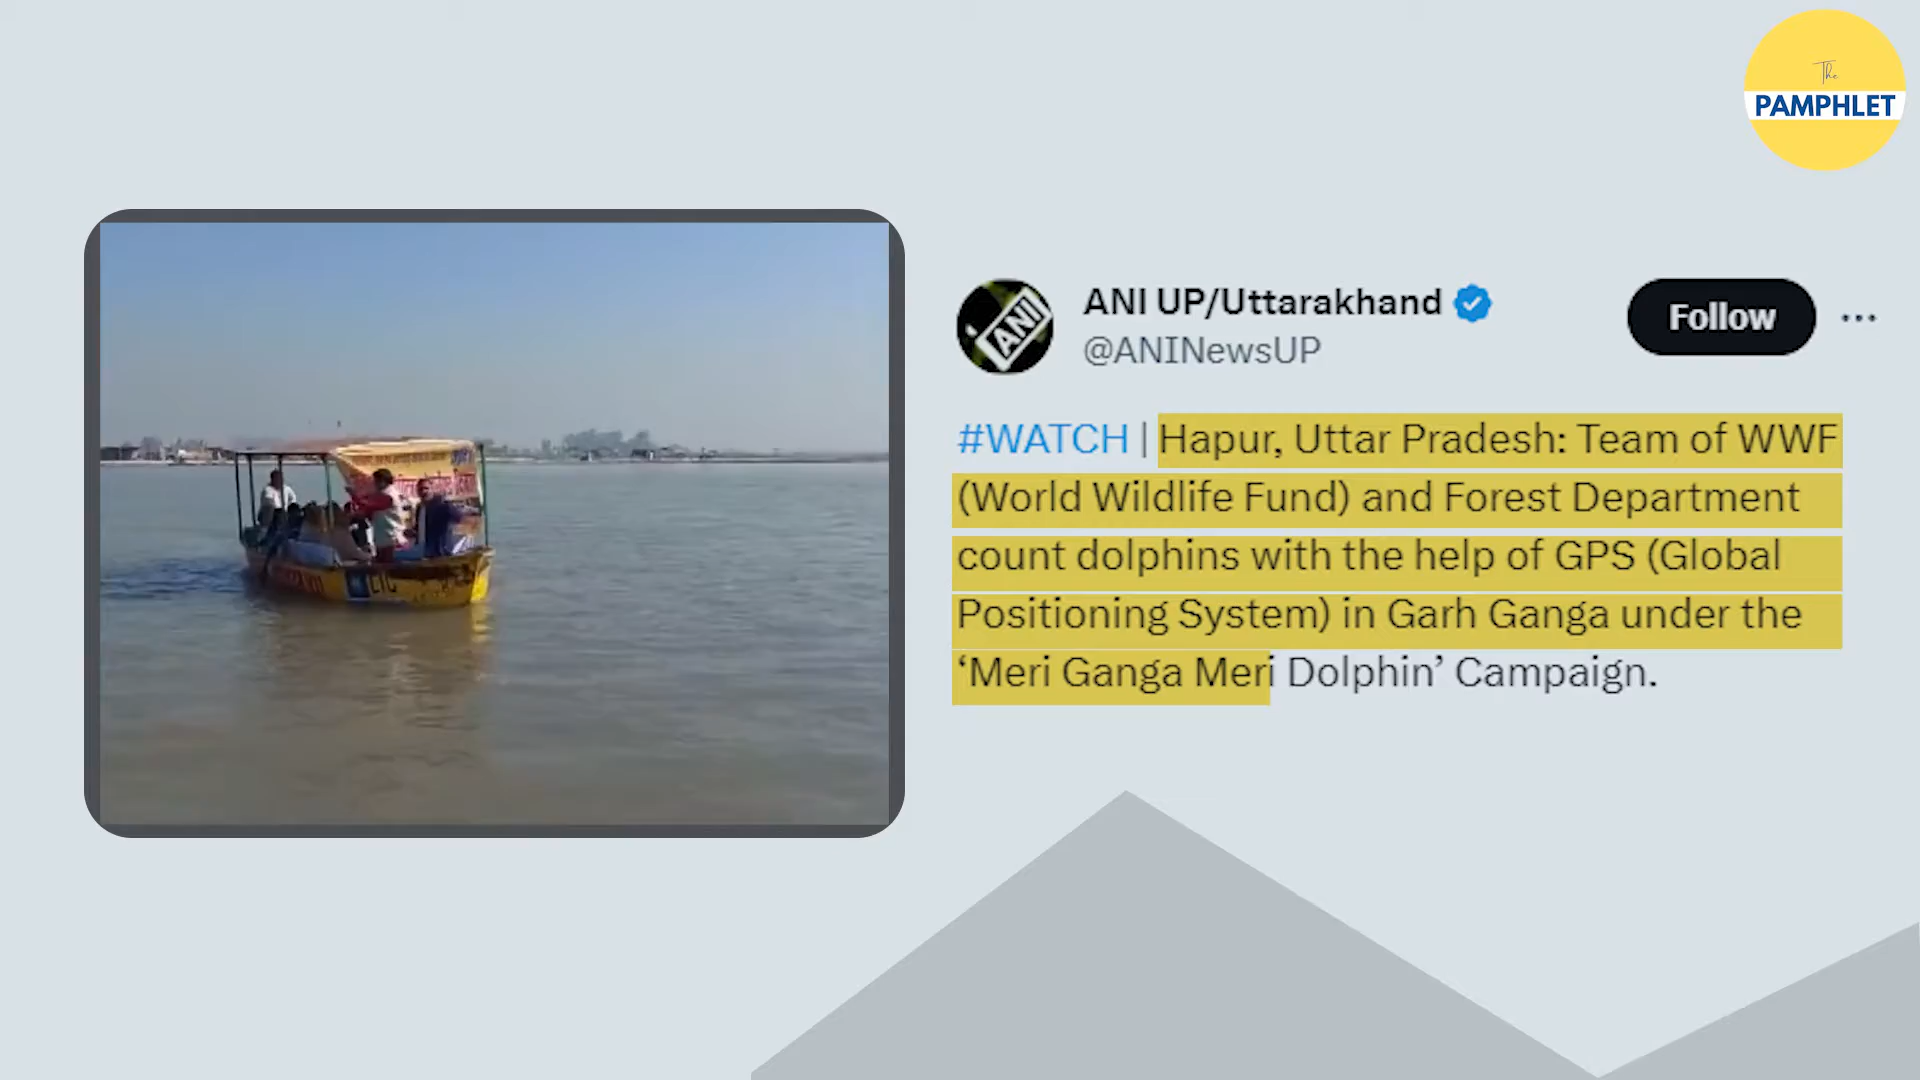 The
PAMPHLET
ANI UP/Uttarakhand
@ANINewsUP
Follow
ANI
#WATCH | Hapur, Uttar Pradesh: Team of WWF
(World Wildlife Fund) and Forest Department
count dolphins with the help of GPS (Global
Positioning System) in Garh Ganga under the
‘Meri Ganga Meri Dolphin’ Campaign.